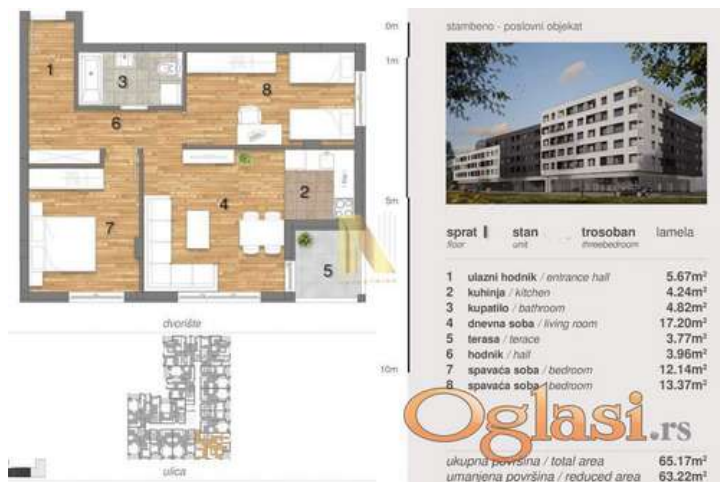 1
3
8
6
2
4
7
5
dvorište
ulica
0m
1m
5m
10m
stambeno - poslovni objekat
sprat stan trosoban lamela
floor unit threebedroom
1 ulazni hodnik / entrance hall 5.67m²
2 kuhinja / kitchen 4.24m²
3 kupatilo / bathroom 4.82m²
4 dnevna soba / living room 17.20m²
5 terasa / terace 3.77m²
6 hodnik / hall 3.96m²
7 spavaća soba / bedroom 12.14m²
8 spavaća soba / bedroom 13.37m²
Oglasi.rs
ukupna površina / total area 65.17m²
umanjena površina / reduced area 63.22m²